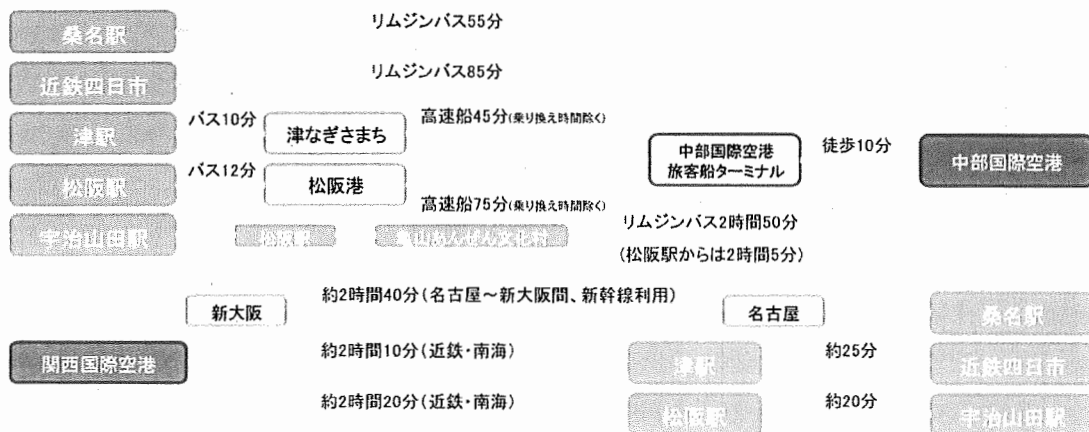 桑名駅
リムジンバス55分
近鉄四日市
リムジンバス85分
津駅
バス10分
津なぎさまち
高速船45分(乗り換え時間除く)
中部国際空港
旅客船ターミナル
徒歩10分
中部国際空港
松阪駅
バス12分
松阪港
高速船75分(乗り換え時間除く)
宇治山田駅
松阪駅
亀山めんぜん文化村
リムジンバス2時間50分
(松阪駅からは2時間5分)
新大阪
約2時間40分(名古屋～新大阪間、新幹線利用)
名古屋
桑名駅
関西国際空港
約2時間10分(近鉄・南海)
津駅
約25分
近鉄四日市
約2時間20分(近鉄・南海)
松阪駅
約20分
宇治山田駅